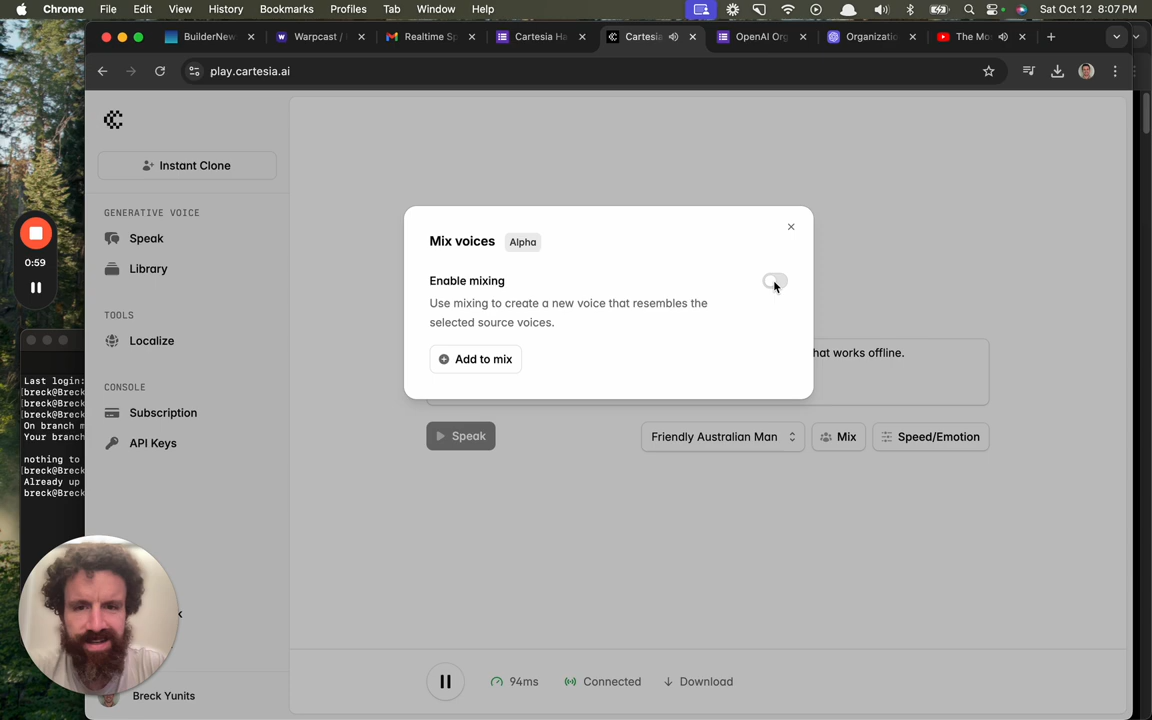 Chrome File Edit View History Bookmarks Profiles Tab Window Help Sat Oct 12 8:07 PM
BuilderNew Warpcast / Realtime Sp Cartesia Ha Cartesia OpenAI Org Organizatio The Mo
play.cartesia.ai
Instant Clone
GENERATIVE VOICE
Speak
Library
TOOLS
Localize
CONSOLE
Subscription
API Keys
Breck Yunits
0:59
Last login:
breck@Breck
breck@Breck
breck@Breck
On branch m
Your branch
nothing to
breck@Breck
Already up
breck@Breck
Mix voices Alpha
Enable mixing
Use mixing to create a new voice that resembles the
selected source voices.
Add to mix
hat works offline.
Speak Friendly Australian Man Mix Speed/Emotion
94ms Connected Download